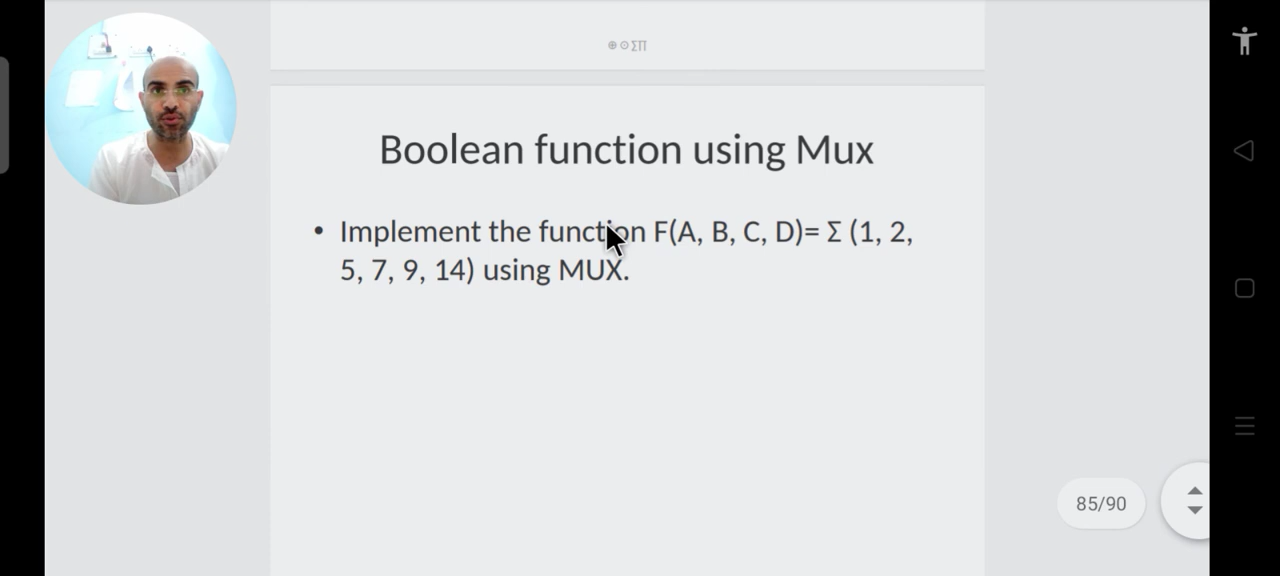 ⊕⊙ΣΠ
Boolean function using Mux
• Implement the function F(A, B, C, D)= Σ (1, 2,
5, 7, 9, 14) using MUX.
85/90